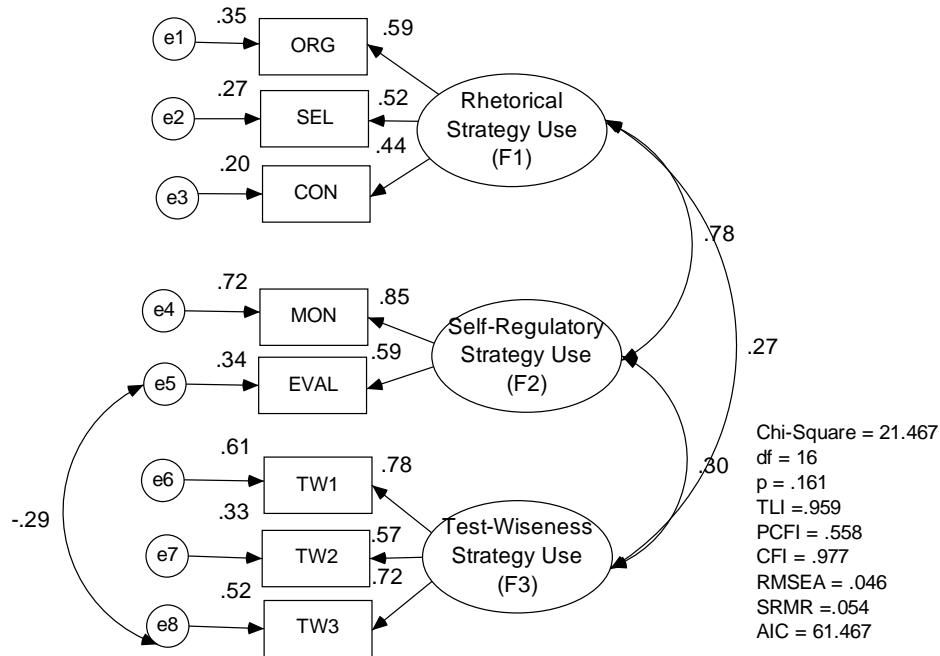 .35
.59
e1
ORG
.27
.52
e2
SEL
Rhetorical
Strategy Use
(F1)
.44
.20
e3
CON
.78
.72
.85
e4
MON
Self-Regulatory
Strategy Use
(F2)
.59
.34
e5
EVAL
.27
.61
.78
e6
TW1
.30
-.29
.33
.57
e7
TW2
Test-Wiseness
Strategy Use
(F3)
.72
.52
e8
TW3
Chi-Square = 21.467
df = 16
p = .161
TLI =.959
PCFI = .558
CFI = .977
RMSEA = .046
SRMR =.054
AIC = 61.467